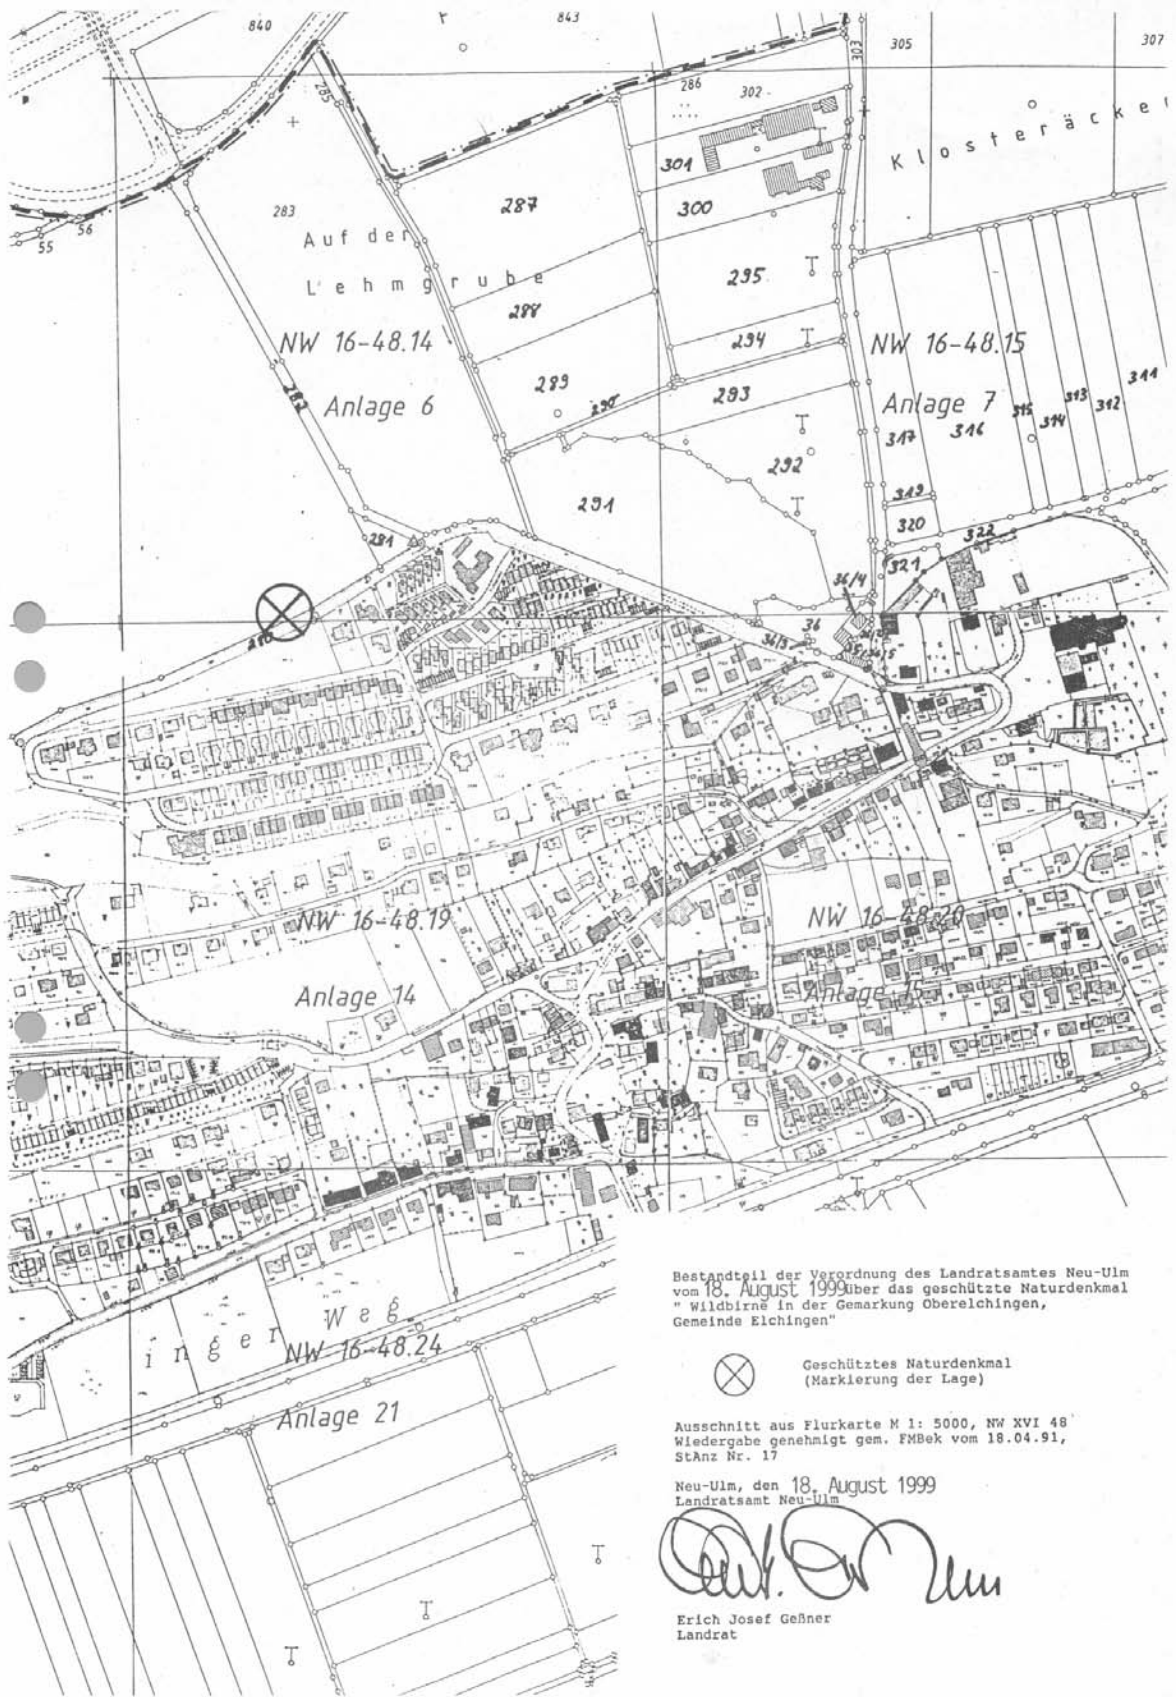 840
843
303
305
307
285
286
302
Klosteräcke
301
300
283
287
55
56
Auf der
Lehmgrube
295
288
294
NW 16-48.14
NW 16-48.15
289
293
282
290
Anlage 6
Anlage 7
315
314
313
312
311
317
316
292
291
319
320
322
281
321
36/4
36
36/3
NW 16-48.19
NW 16-48.20
Anlage 14
Anlage 15
inger Weg
NW 16-48.24
Anlage 21
Bestandteil der Verordnung des Landratsamtes Neu-Ulm
vom 18. August 1999 über das geschützte Naturdenkmal
" Wildbirne in der Gemarkung Oberelchingen,
Gemeinde Elchingen"
Geschütztes Naturdenkmal
(Markierung der Lage)
Ausschnitt aus Flurkarte M 1: 5000, NW XVI 48
Wiedergabe genehmigt gem. FMBek vom 18.04.91,
StAnz Nr. 17
Neu-Ulm, den 18. August 1999
Landratsamt Neu-Ulm
Erich Josef Geßner
Landrat